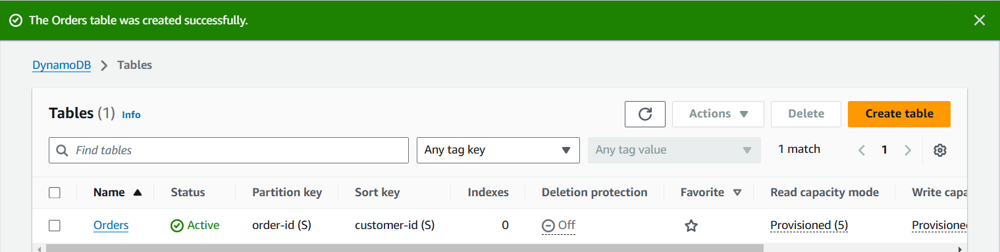 The Orders table was created successfully.
DynamoDB Tables
Tables (1) Info Actions Delete Create table
Find tables Any tag key Any tag value 1 match 1
Name Status Partition key Sort key Indexes Deletion protection Favorite Read capacity mode Write capa
Orders Active order-id (S) customer-id (S) 0 Off Provisioned (5) Provisione